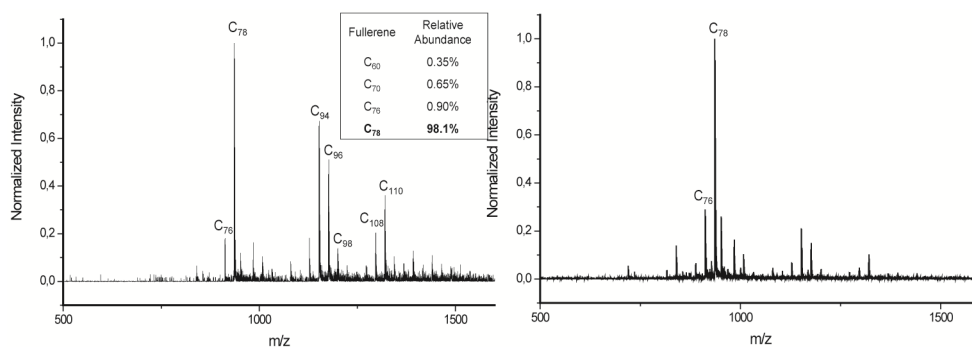 C78
1,0
Fullerene Relative Abundance
C60 0.35%
C70 0.65%
C76 0.90%
C78 98.1%
0,8
C94
0,6
C96
0,4
C110
C108
0,2
C76
C98
0,0
Normalized Intensity
500 1000 1500
m/z
C78
1,0
0,8
0,6
0,4
C76
0,2
0,0
Normalized Intensity
500 1000 1500
m/z